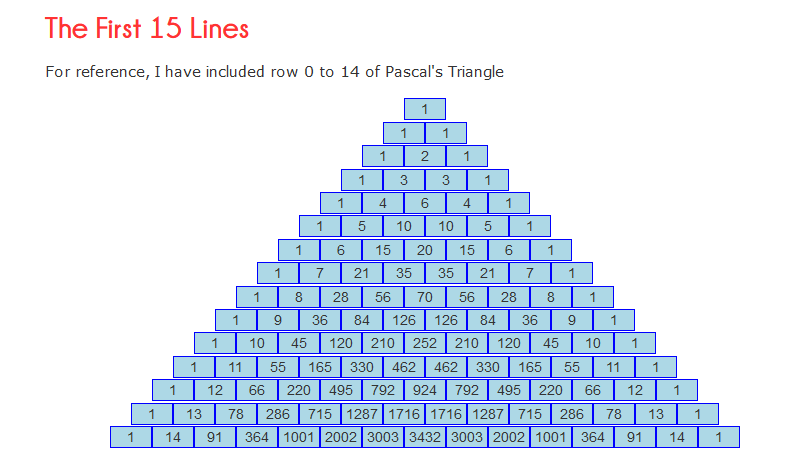 The First 15 Lines
For reference, I have included row 0 to 14 of Pascal's Triangle
1
1 1
1 2 1
1 3 3 1
1 4 6 4 1
1 5 10 10 5 1
1 6 15 20 15 6 1
1 7 21 35 35 21 7 1
1 8 28 56 70 56 28 8 1
1 9 36 84 126 126 84 36 9 1
1 10 45 120 210 252 210 120 45 10 1
1 11 55 165 330 462 462 330 165 55 11 1
1 12 66 220 495 792 924 792 495 220 66 12 1
1 13 78 286 715 1287 1716 1716 1287 715 286 78 13 1
1 14 91 364 1001 2002 3003 3432 3003 2002 1001 364 91 14 1